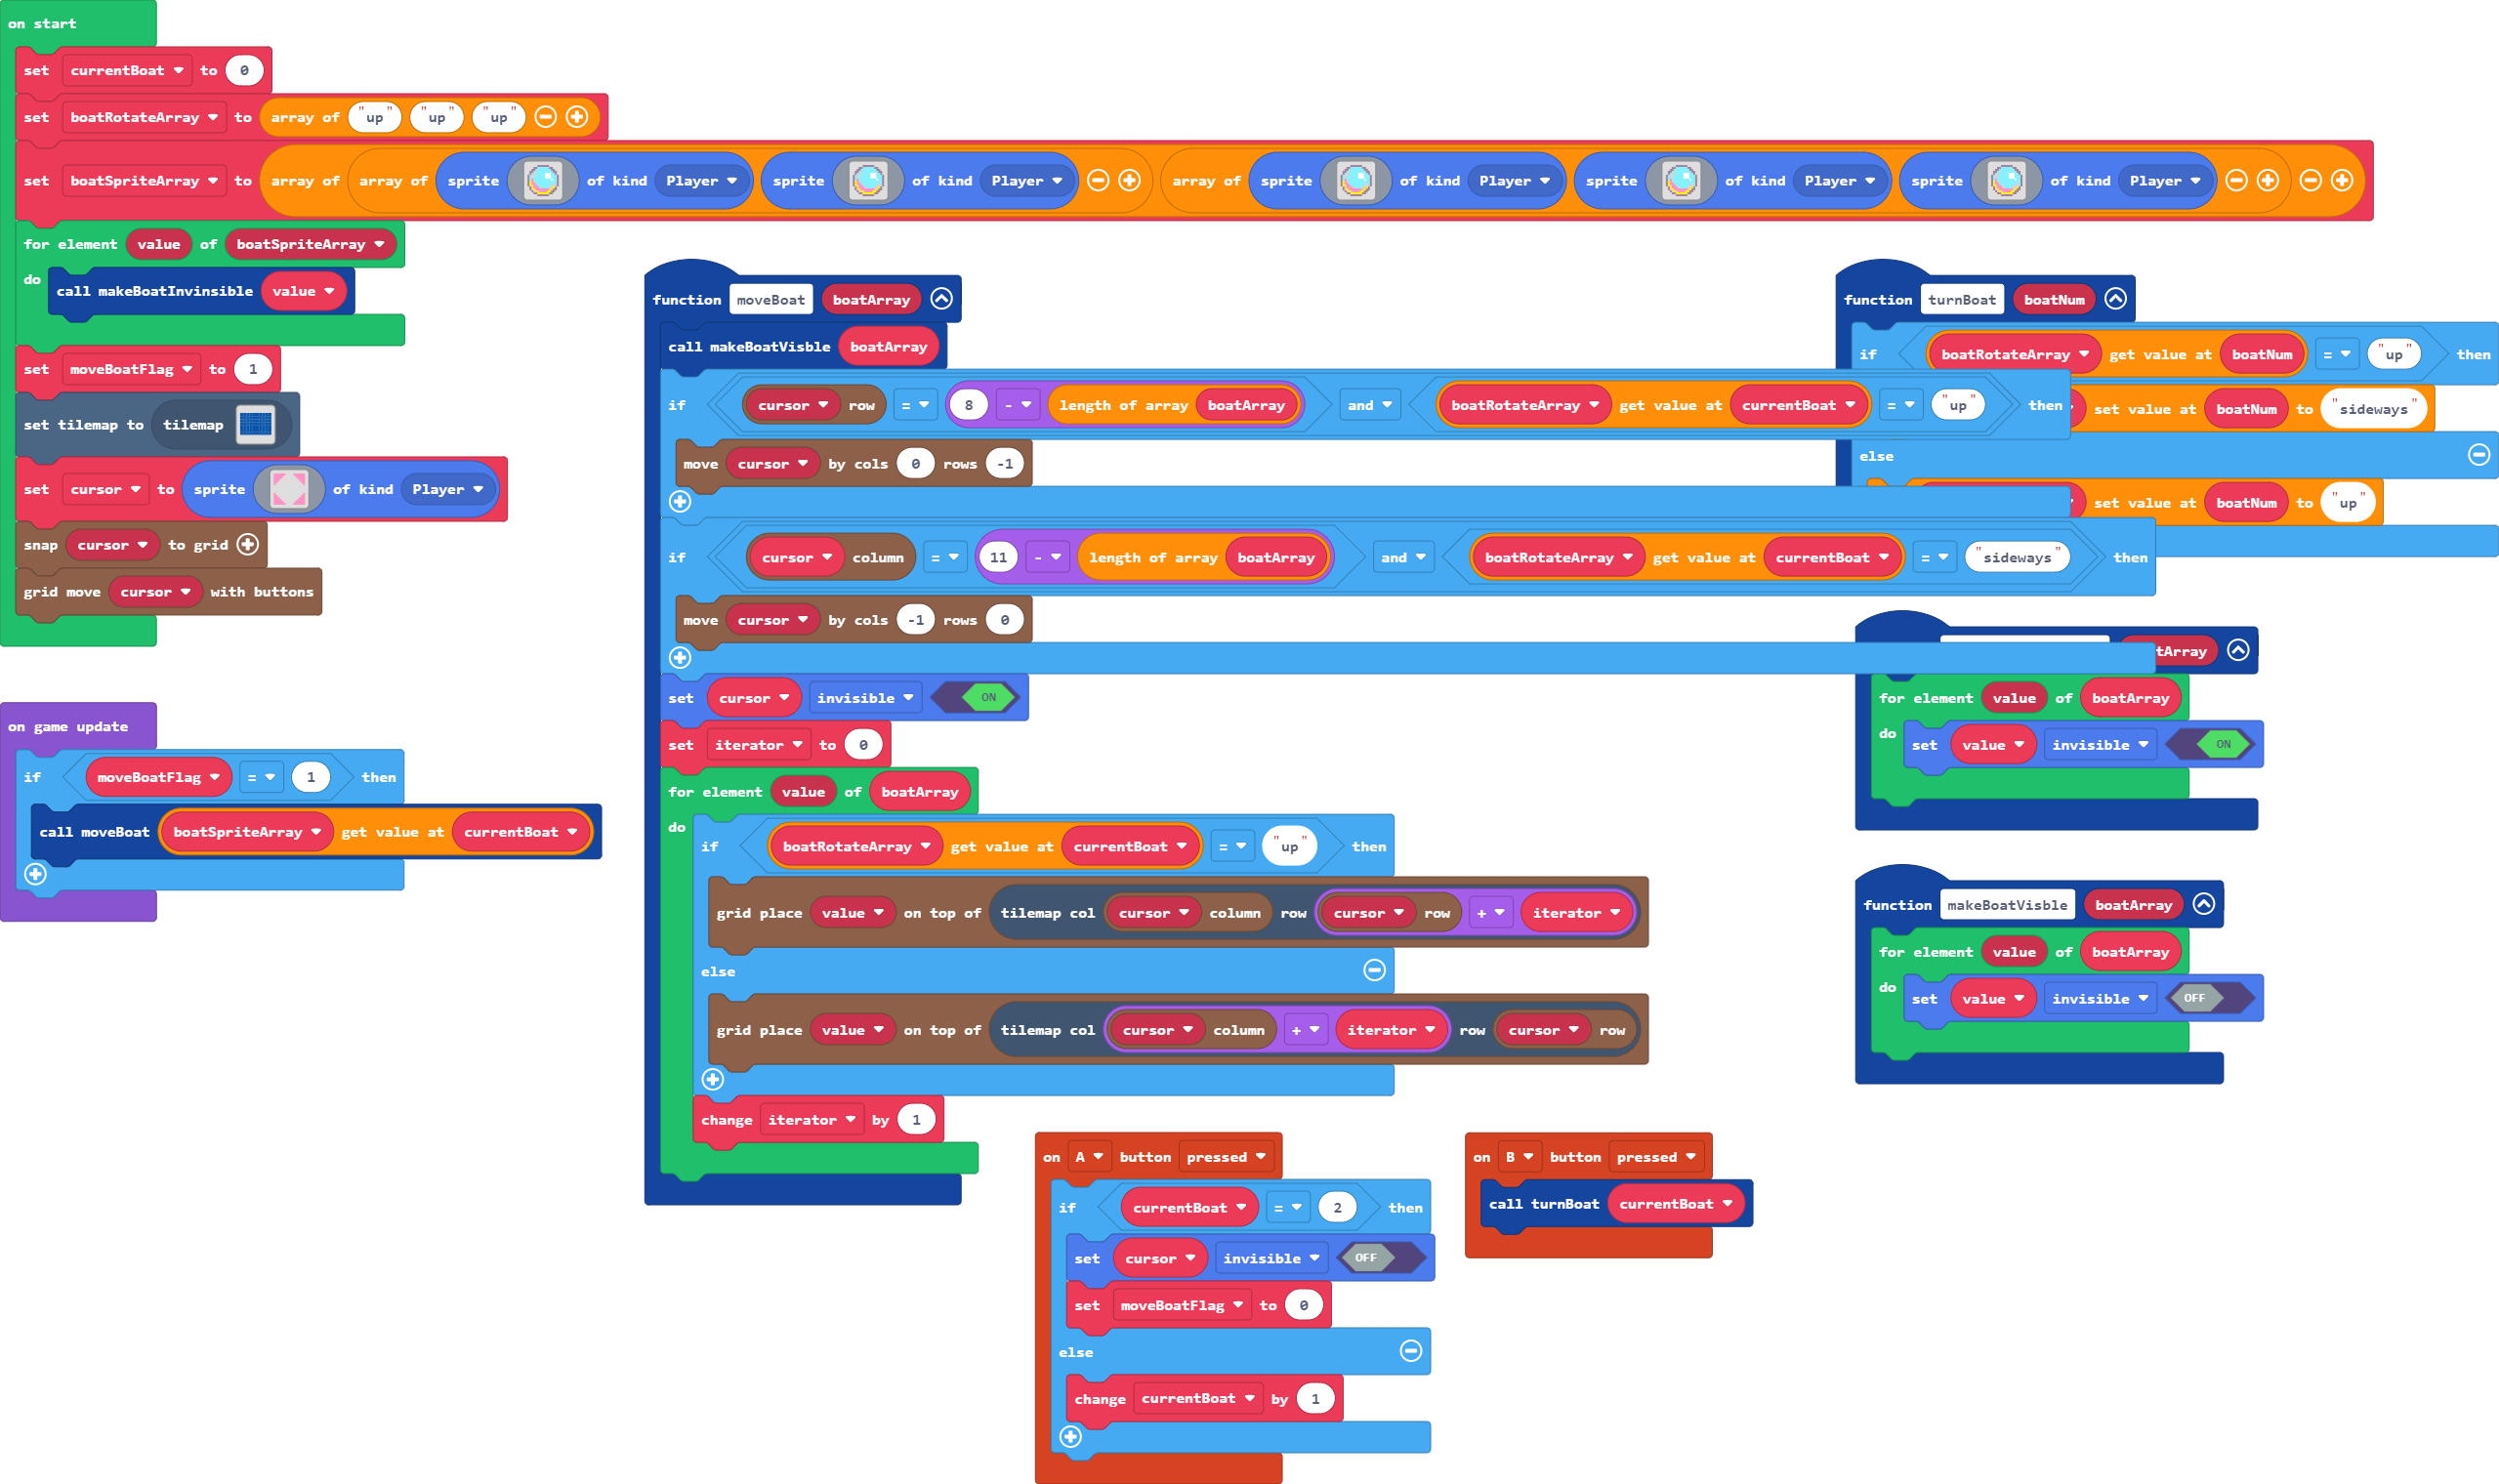 on start
set currentBoat to 0
set boatRotateArray to array of "up" "up" "up"
set boatSpriteArray to array of array of sprite of kind Player sprite of kind Player array of sprite of kind Player sprite of kind Player sprite of kind Player
for element value of boatSpriteArray
do call makeBoatInvinsible value
set moveBoatFlag to 1
set tilemap to tilemap
set cursor to sprite of kind Player
snap cursor to grid
grid move cursor with buttons
on game update
if moveBoatFlag = 1 then
call moveBoat boatSpriteArray get value at currentBoat
function moveBoat boatArray
call makeBoatVisble boatArray
if cursor row = 8 - length of array boatArray and boatRotateArray get value at currentBoat = "up" then
move cursor by cols 0 rows -1
if cursor column = 11 - length of array boatArray and boatRotateArray get value at currentBoat = "sideways" then
move cursor by cols -1 rows 0
set cursor invisible ON
set iterator to 0
for element value of boatArray
do if boatRotateArray get value at currentBoat = "up" then
grid place value on top of tilemap col cursor column row cursor row + iterator
else
grid place value on top of tilemap col cursor column + iterator row cursor row
change iterator by 1
function turnBoat boatNum
if boatRotateArray get value at boatNum = "up" then
set value at boatNum to "sideways"
else
set value at boatNum to "up"
tArray
for element value of boatArray
do set value invisible ON
function makeBoatVisble boatArray
for element value of boatArray
do set value invisible OFF
on A button pressed
if currentBoat = 2 then
set cursor invisible OFF
set moveBoatFlag to 0
else
change currentBoat by 1
on B button pressed
call turnBoat currentBoat